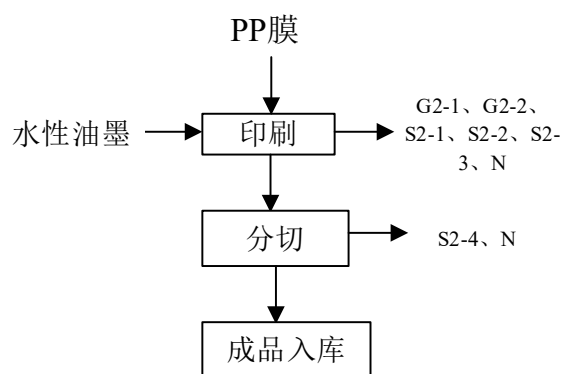 PP膜
水性油墨
印刷
G2-1、G2-2、
S2-1、S2-2、S2-
3、N
分切
S2-4、N
成品入库